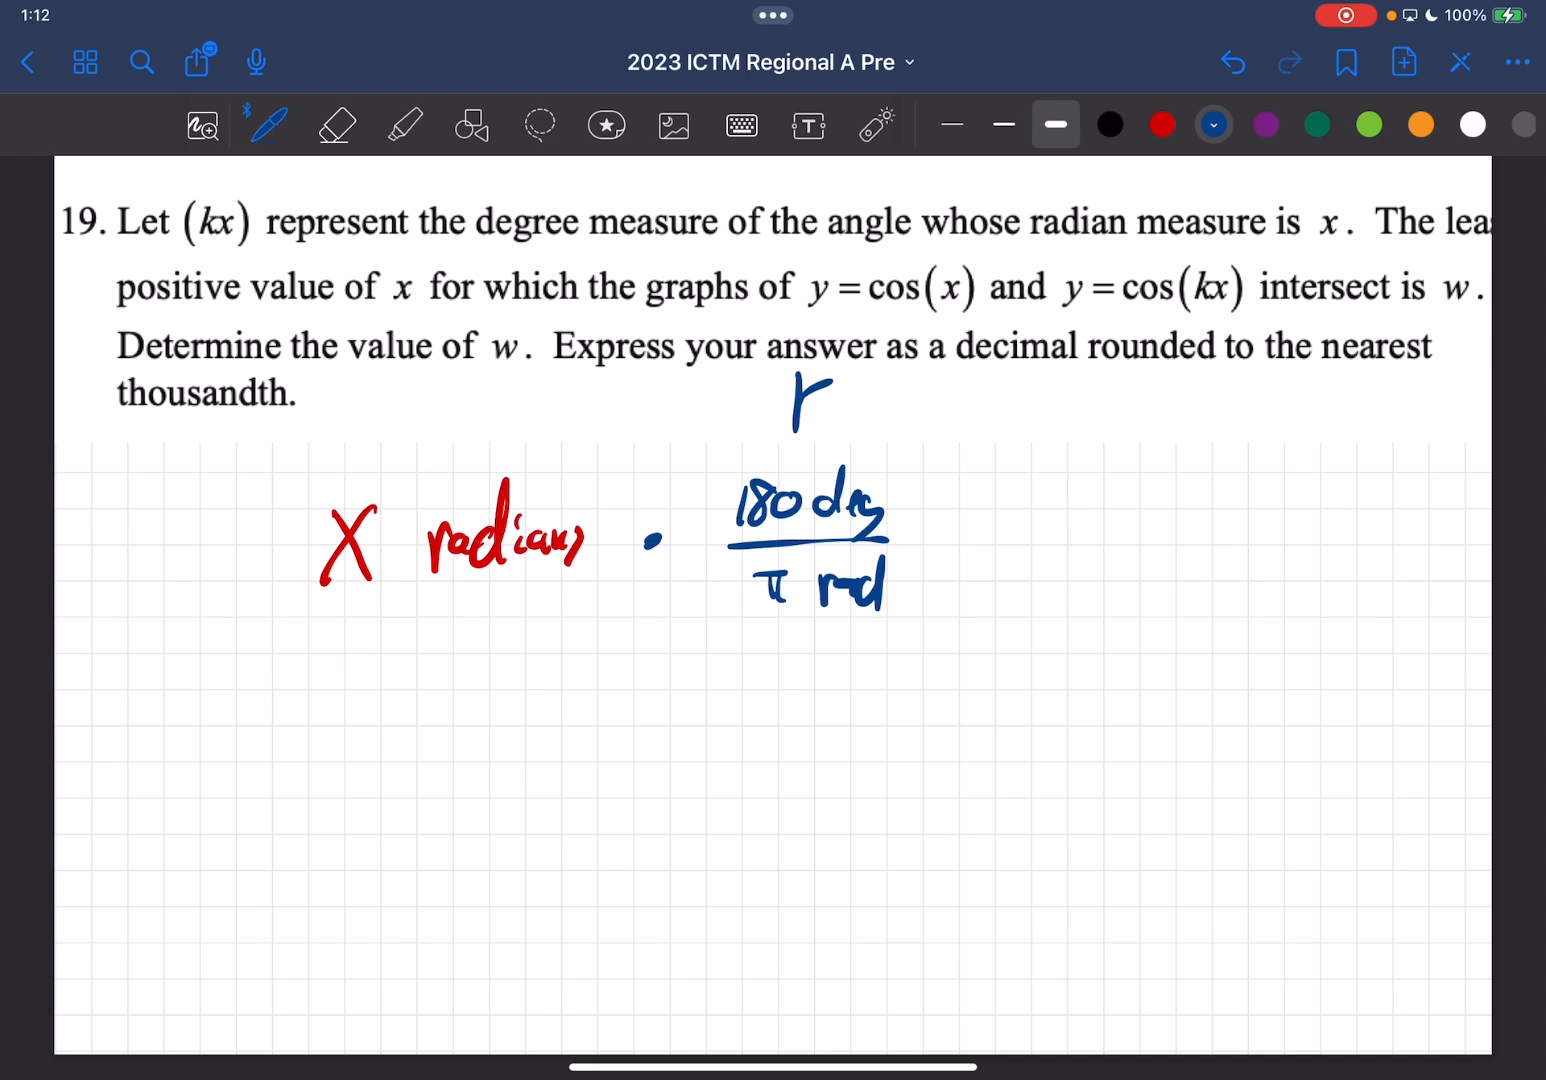 1:12
100%
2023 ICTM Regional A Pre
19. Let (kx) represent the degree measure of the angle whose radian measure is x. The leas
positive value of x for which the graphs of y = cos(x) and y = cos(kx) intersect is w.
Determine the value of w. Express your answer as a decimal rounded to the nearest
thousandth.
r
X radians · 180 deg / π rad